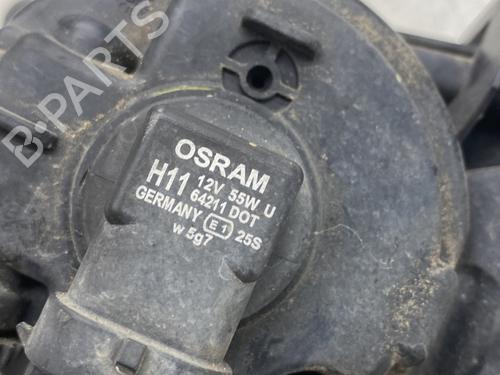 B-PARTS
OSRAM
H11 12V 55W U
64211 DOT
GERMANY E1 25S
w 5g7